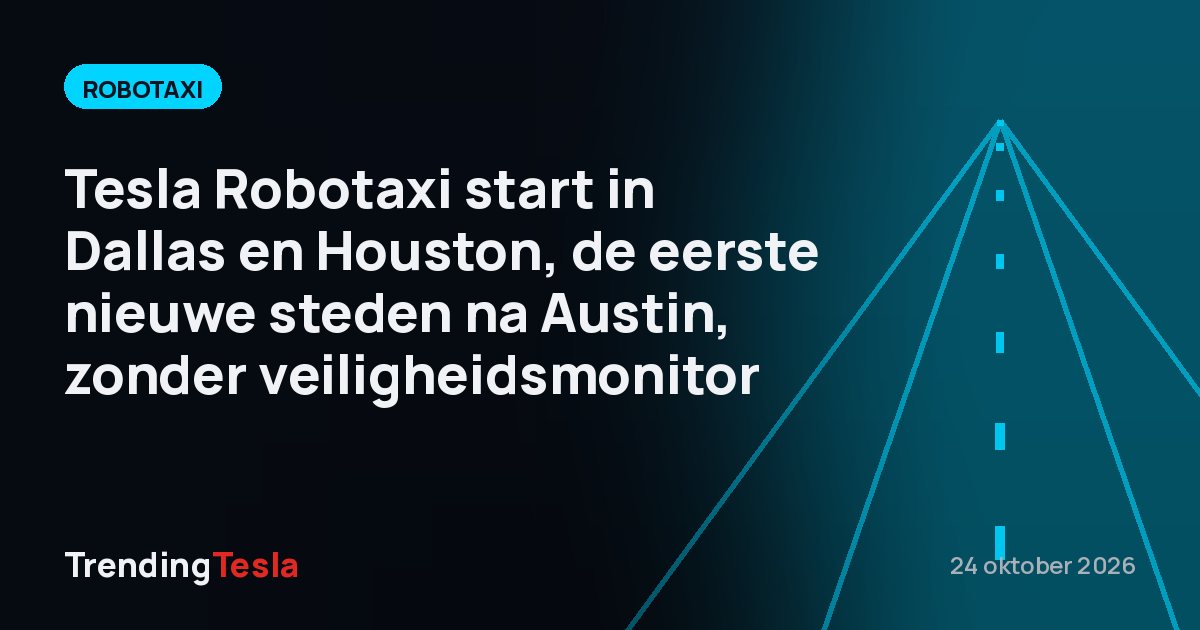 ROBOTAXI
Tesla Robotaxi start in
Dallas en Houston, de eerste
nieuwe steden na Austin,
zonder veiligheidsmonitor
TrendingTesla
24 oktober 2026